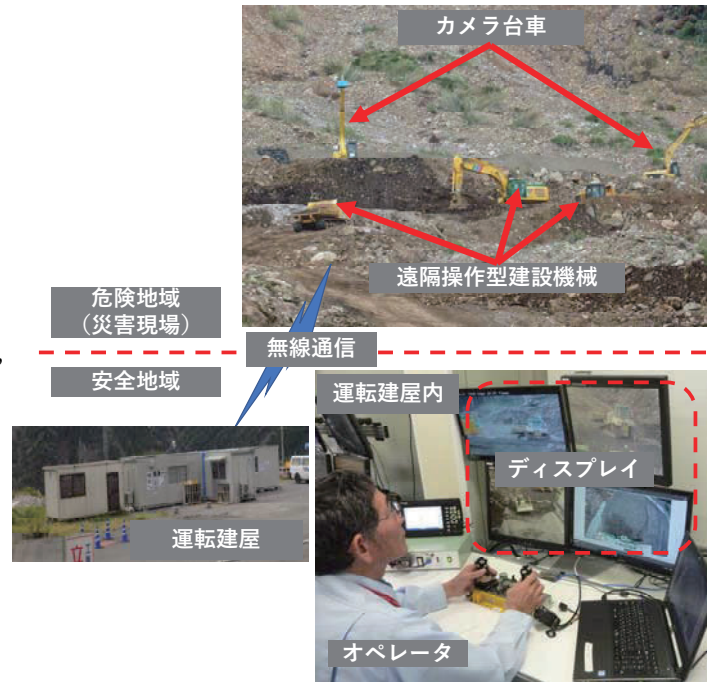 カメラ台車
遠隔操作型建設機械
危険地域
（災害現場）
無線通信
安全地域
運転建屋内
ディスプレイ
運転建屋
立
オペレータ